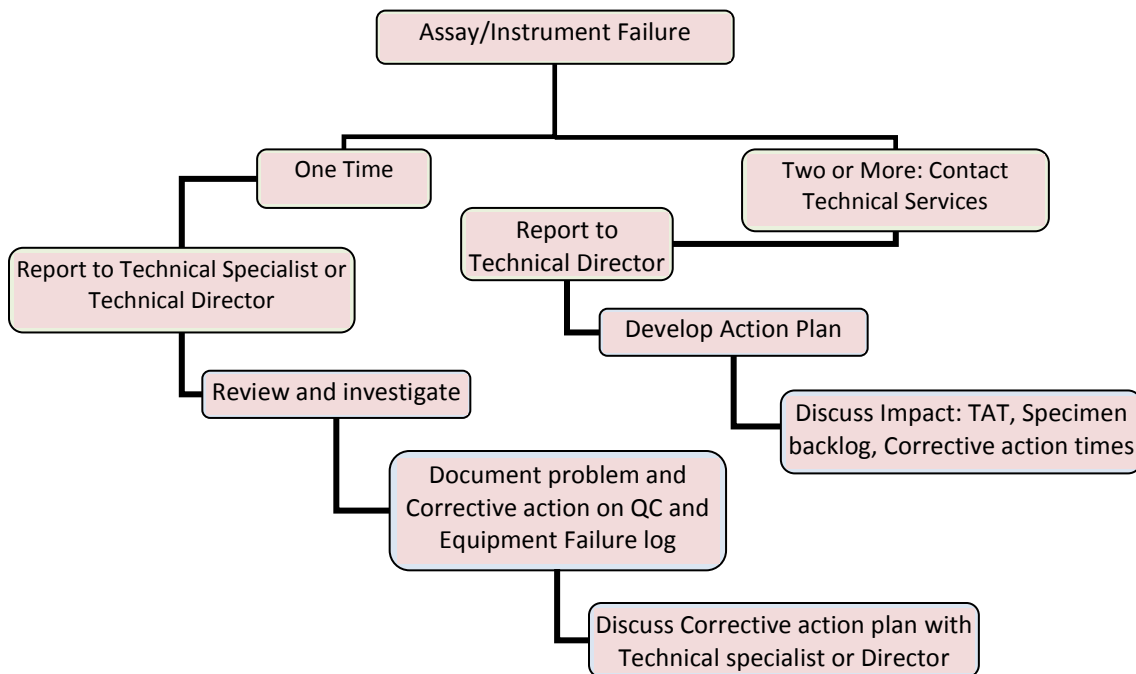 Assay/Instrument Failure
One Time
Two or More: Contact
Technical Services
Report to
Technical Director
Report to Technical Specialist or
Technical Director
Develop Action Plan
Review and investigate
Discuss Impact: TAT, Specimen
backlog, Corrective action times
Document problem and
Corrective action on QC and
Equipment Failure log
Discuss Corrective action plan with
Technical specialist or Director